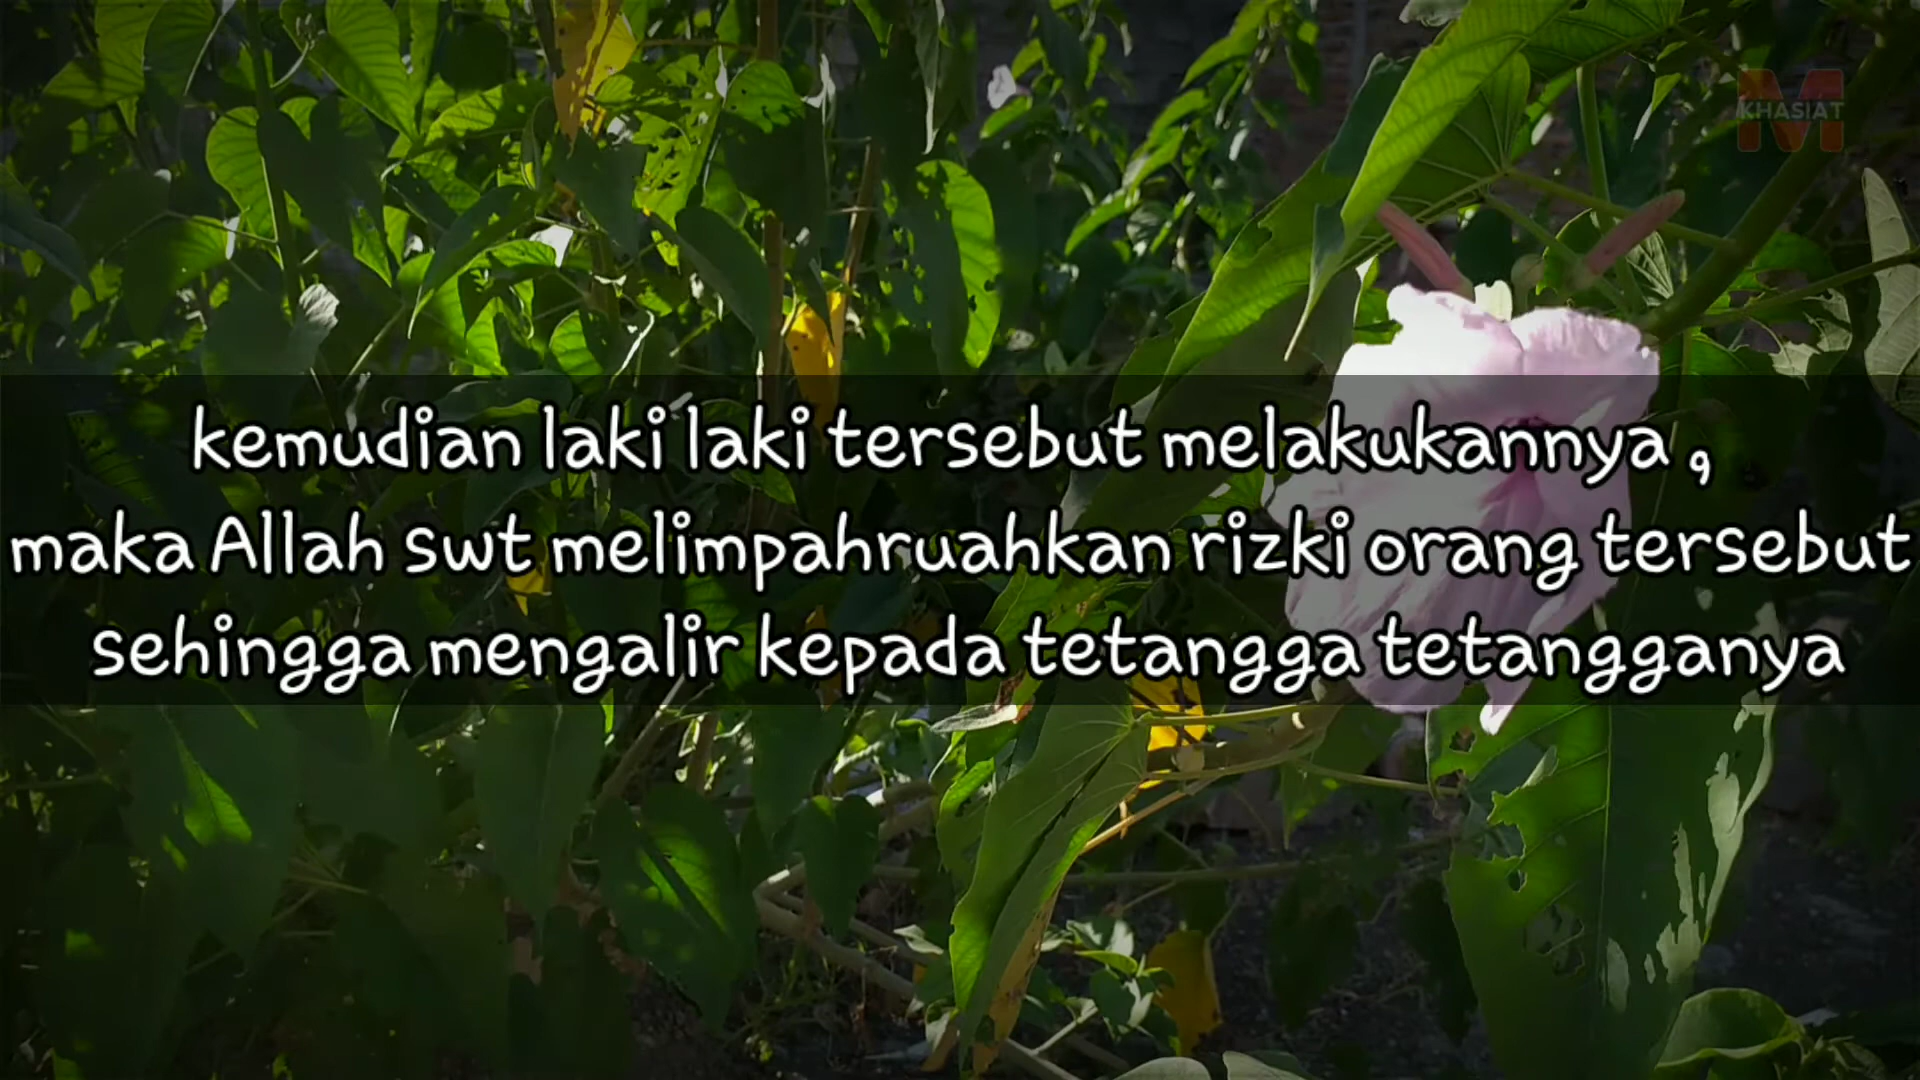 M
KHASIAT
kemudian laki laki tersebut melakukannya ,
maka Allah swt melimpahruahkan rizki orang tersebut
sehingga mengalir kepada tetangga tetangganya